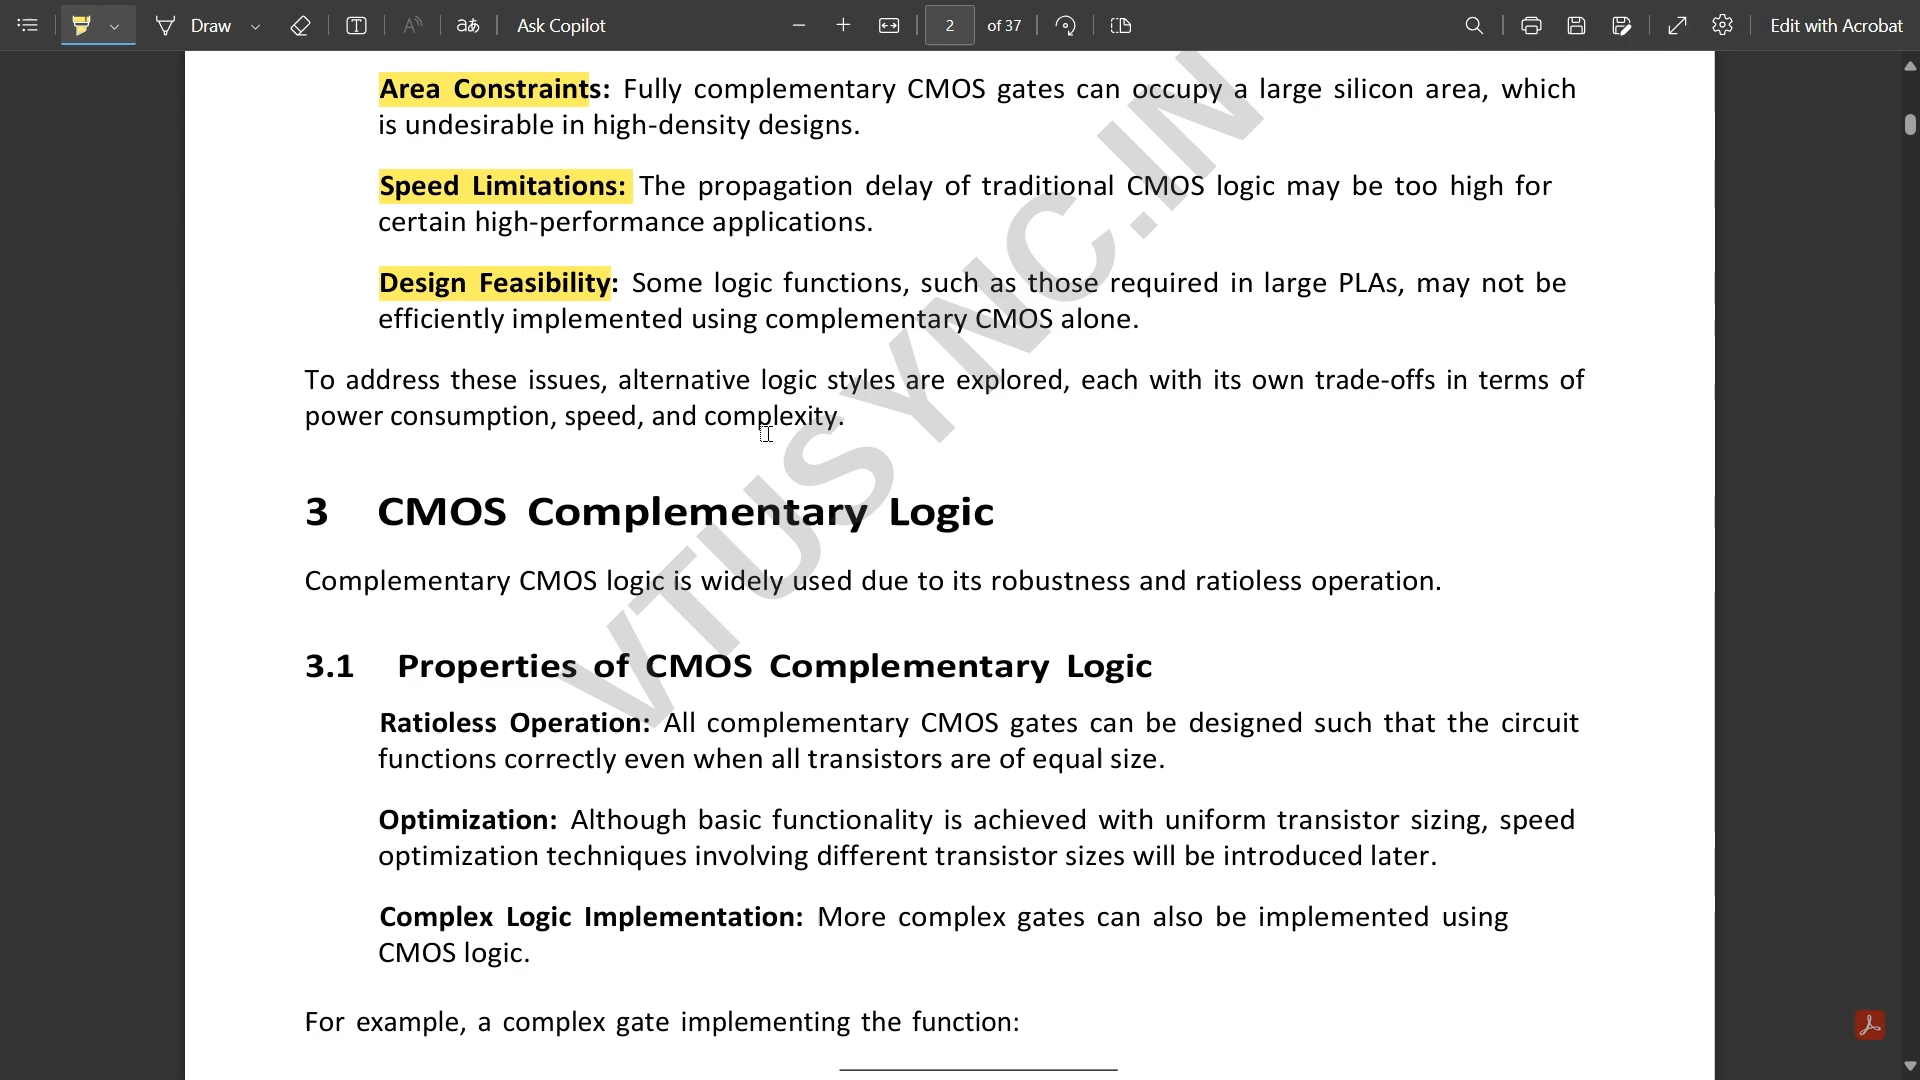 Draw
aあ
Ask Copilot
2 of 37
Edit with Acrobat
Area Constraints: Fully complementary CMOS gates can occupy a large silicon area, which
is undesirable in high-density designs.
Speed Limitations: The propagation delay of traditional CMOS logic may be too high for
certain high-performance applications.
Design Feasibility: Some logic functions, such as those required in large PLAs, may not be
efficiently implemented using complementary CMOS alone.
To address these issues, alternative logic styles are explored, each with its own trade-offs in terms of
power consumption, speed, and complexity.
3 CMOS Complementary Logic
Complementary CMOS logic is widely used due to its robustness and ratioless operation.
3.1 Properties of CMOS Complementary Logic
Ratioless Operation: All complementary CMOS gates can be designed such that the circuit
functions correctly even when all transistors are of equal size.
Optimization: Although basic functionality is achieved with uniform transistor sizing, speed
optimization techniques involving different transistor sizes will be introduced later.
Complex Logic Implementation: More complex gates can also be implemented using
CMOS logic.
For example, a complex gate implementing the function:
VTUSYNC.IN